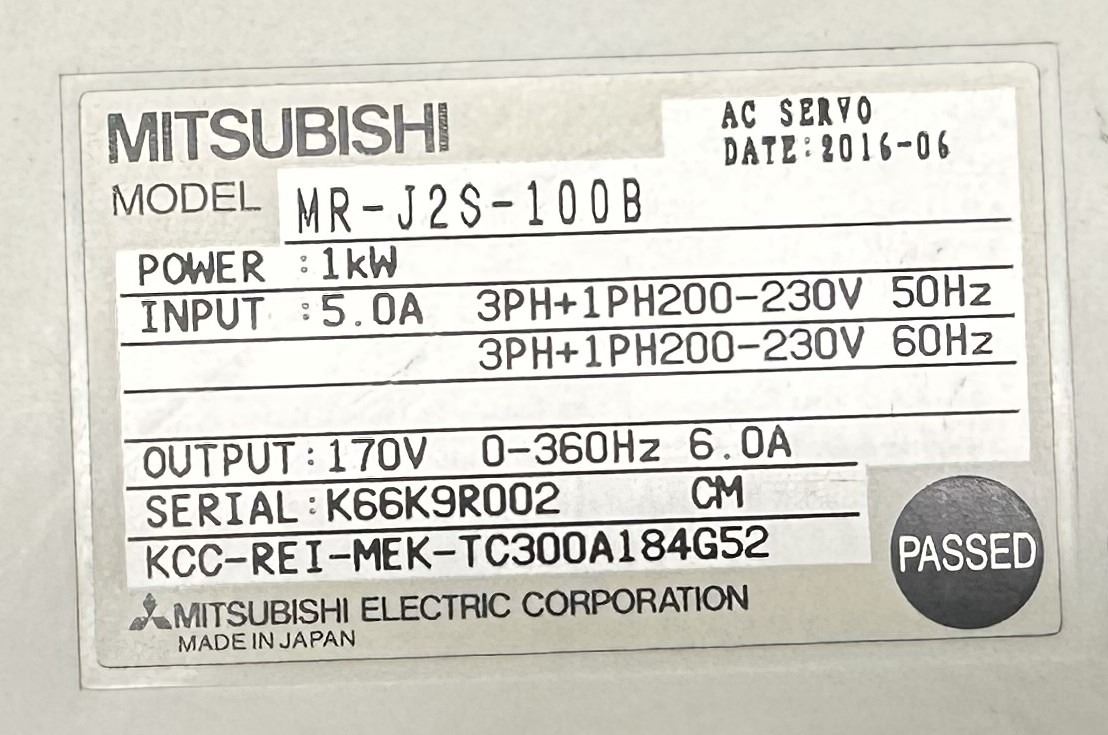 MITSUBISHI
AC SERVO
DATE:2016-06
MODEL MR-J2S-100B
POWER :1kW
INPUT :5.0A 3PH+1PH200-230V 50Hz
3PH+1PH200-230V 60Hz
OUTPUT:170V 0-360Hz 6.0A
SERIAL:K66K9R002 CM
KCC-REI-MEK-TC300A184G52
PASSED
MITSUBISHI ELECTRIC CORPORATION
MADE IN JAPAN